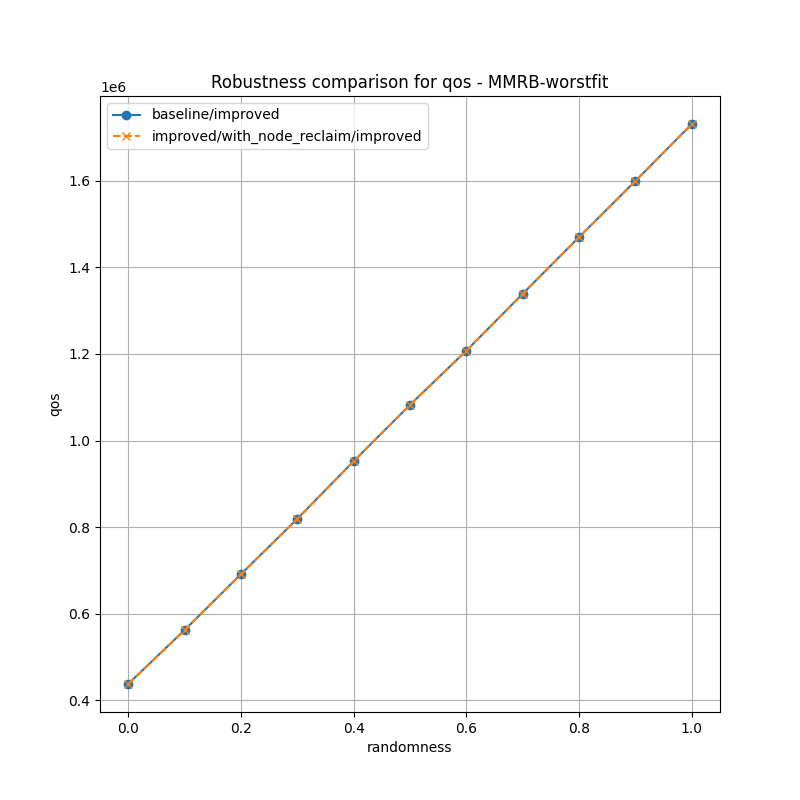 Robustness comparison for qos - MMRB-worstfit
1e6
baseline/improved
improved/with_node_reclaim/improved
1.6
1.4
1.2
1.0
0.8
0.6
0.4
qos
0.0 0.2 0.4 0.6 0.8 1.0
randomness